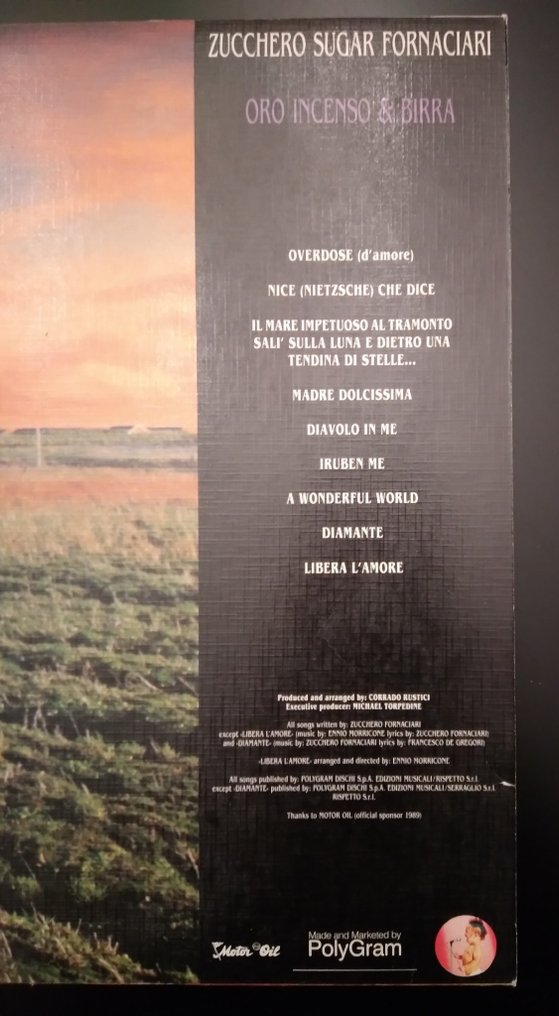 ZUCCHERO SUGAR FORNACIARI
ORO INCENSO & BIRRA
OVERDOSE (d'amore)
NICE (NIETZSCHE) CHE DICE
IL MARE IMPETUOSO AL TRAMONTO
SALI' SULLA LUNA E DIETRO UNA
TENDINA DI STELLE...
MADRE DOLCISSIMA
DIAVOLO IN ME
IRUBEN ME
A WONDERFUL WORLD
DIAMANTE
LIBERA L'AMORE
Produced and arranged by: CORRADO RUSTICI
Executive producer: MICHAEL TORPEDINE
All songs written by: ZUCCHERO FORNACIARI
except «LIBERA L'AMORE» (music by: ENNIO MORRICONE lyrics by: ZUCCHERO FORNACIARI)
and «DIAMANTE» (music by: ZUCCHERO FORNACIARI lyrics by: FRANCESCO DE GREGORI)
«LIBERA L'AMORE» arranged and directed by: ENNIO MORRICONE
All songs published by: POLYGRAM DISCHI S.p.A. EDIZIONI MUSICALI/RISPETTO S.r.l.
except «DIAMANTE» published by: POLYGRAM DISCHI S.p.A. EDIZIONI MUSICALI/SERRAGLIO S.r.l.
RISPETTO S.r.l.
Thanks to MOTOR OIL (official sponsor 1989)
Motor Oil
Made and Marketed by
PolyGram